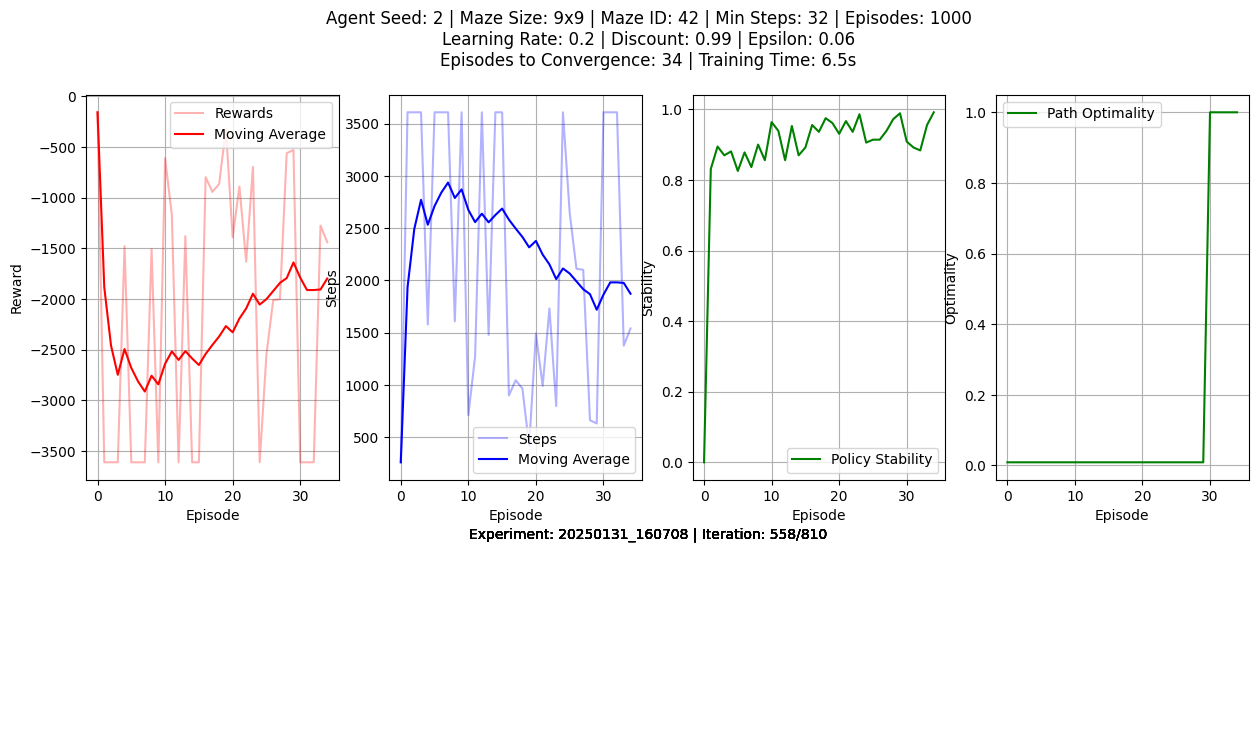 Agent Seed: 2 | Maze Size: 9x9 | Maze ID: 42 | Min Steps: 32 | Episodes: 1000
Learning Rate: 0.2 | Discount: 0.99 | Epsilon: 0.06
Episodes to Convergence: 34 | Training Time: 6.5s
Reward
0
−500
−1000
−1500
−2000
−2500
−3000
−3500
Rewards
Moving Average
0
10
20
30
Episode
Steps
3500
3000
2500
2000
1500
1000
500
Steps
Moving Average
0
10
20
30
Episode
Stability
1.0
0.8
0.6
0.4
0.2
0.0
Policy Stability
0
10
20
30
Episode
Optimality
1.0
0.8
0.6
0.4
0.2
0.0
Path Optimality
0
10
20
30
Episode
Experiment: 20250131_160708 | Iteration: 558/810